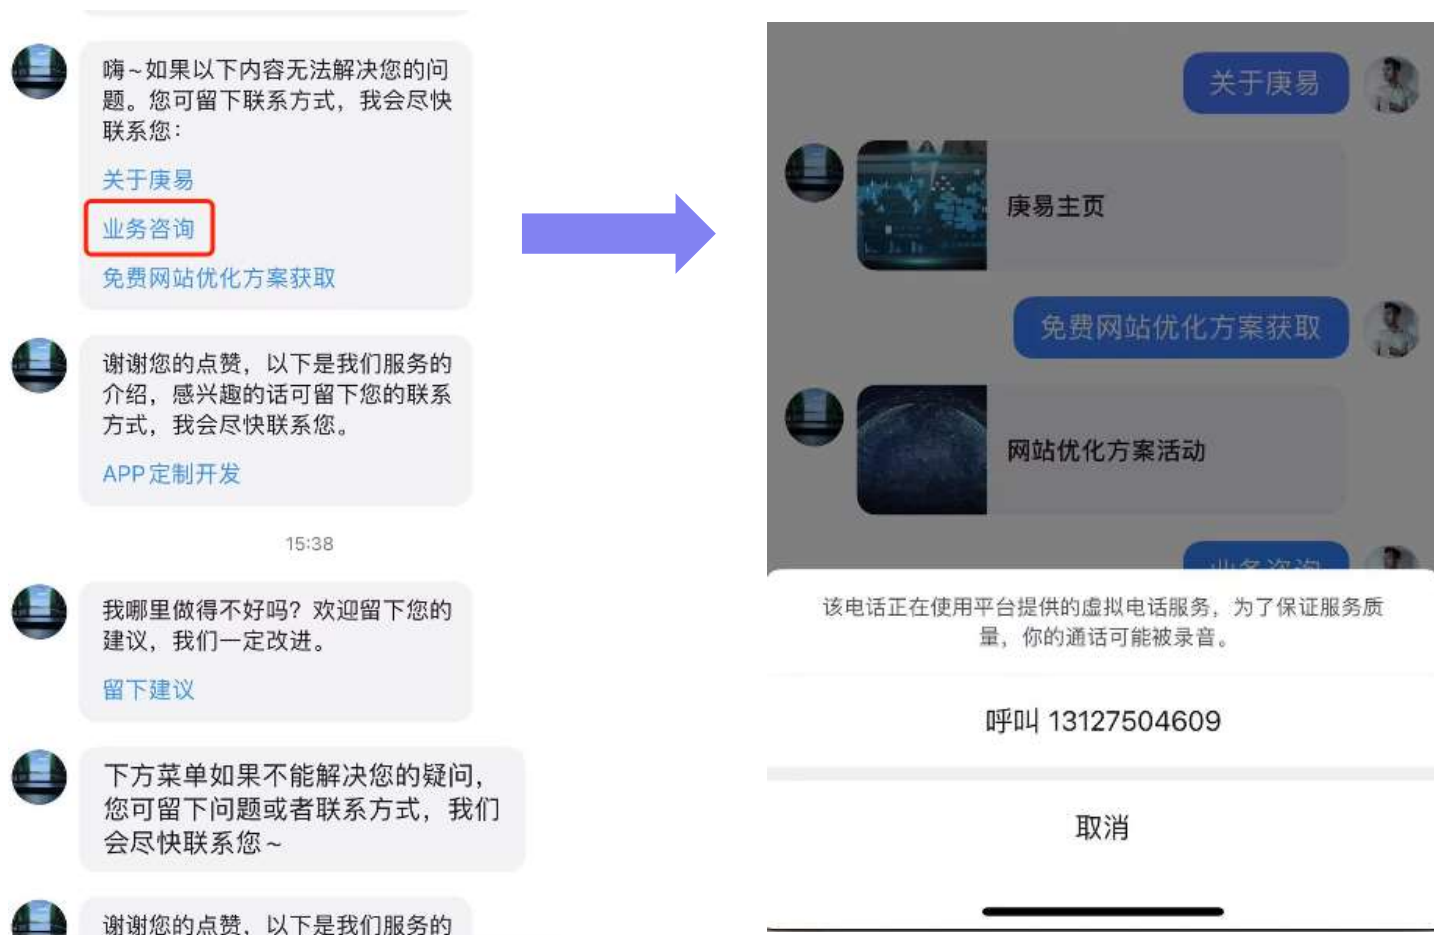 嗨~如果以下内容无法解决您的问
题。您可留下联系方式，我会尽快
联系您：
关于庚易
业务咨询
免费网站优化方案获取
谢谢您的点赞，以下是我们服务的
介绍，感兴趣的话可留下您的联系
方式，我会尽快联系您。
APP定制开发
15:38
我哪里做得不好吗？欢迎留下您的
建议，我们一定改进。
留下建议
下方菜单如果不能解决您的疑问，
您可留下问题或者联系方式，我们
会尽快联系您~
谢谢您的点赞，以下是我们服务的
关于庚易
庚易主页
免费网站优化方案获取
网站优化方案活动
业务咨询
该电话正在使用平台提供的虚拟电话服务，为了保证服务质
量，你的通话可能被录音。
呼叫 13127504609
取消